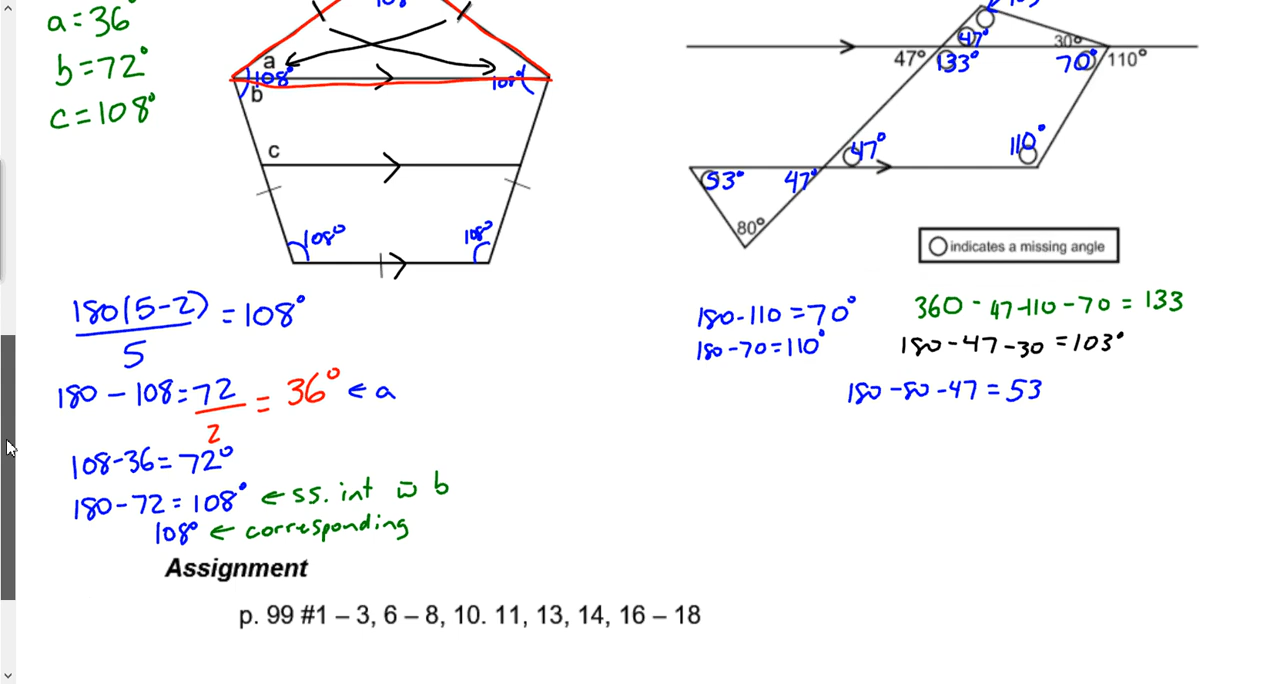 a = 36°
b = 72°
c = 108°
a
108°
108°
b
c
108°
108°
180(5-2) = 108°
5
180 - 108 = 72 = 36° ← a
2
108 - 36 = 72°
180 - 72 = 108° ← ss. int w b
108° ← corresponding
47°
30°
47°
133°
70°
110°
47°
110°
53°
47°
80°
indicates a missing angle
180 - 110 = 70°
180 - 70 = 110°
360 - 47 - 110 - 70 = 133
180 - 47 - 30 = 103°
180 - 80 - 47 = 53
Assignment
p. 99 #1 – 3, 6 – 8, 10. 11, 13, 14, 16 – 18